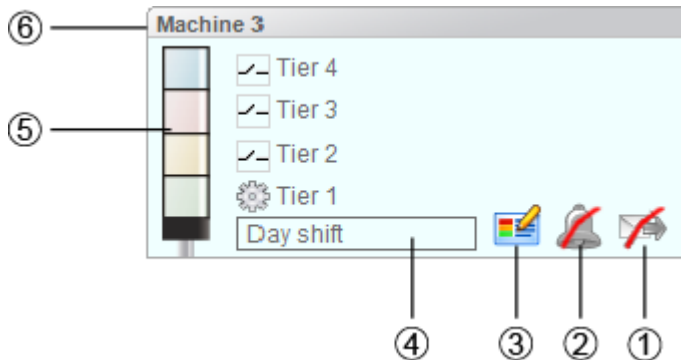 ⑥
Machine 3
Tier 4
⑤
Tier 3
Tier 2
Tier 1
Day shift
④
③
②
①